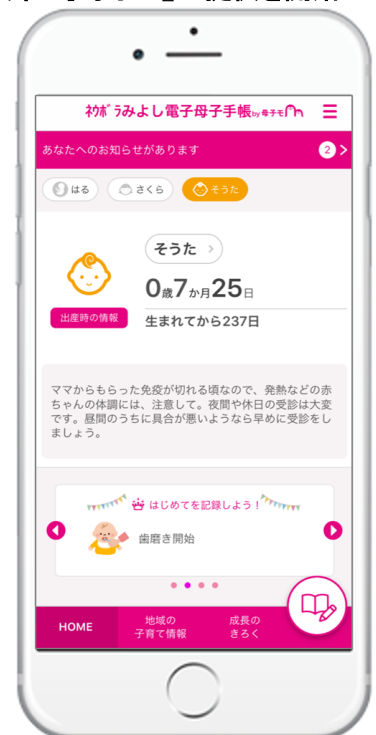 ネウボラみよし電子母子手帳by母子モ
あなたへのお知らせがあります 2
はる さくら そうた
そうた
0歳7か月25日
出産時の情報
生まれてから237日
ママからもらった免疫が切れる頃なので、発熱などの赤
ちゃんの体調には、注意して。夜間や休日の受診は大変
です。昼間のうちに具合が悪いようなら早めに受診をし
ましょう。
はじめてを記録しよう！
歯磨き開始
HOME
地域の
子育て情報
成長の
きろく